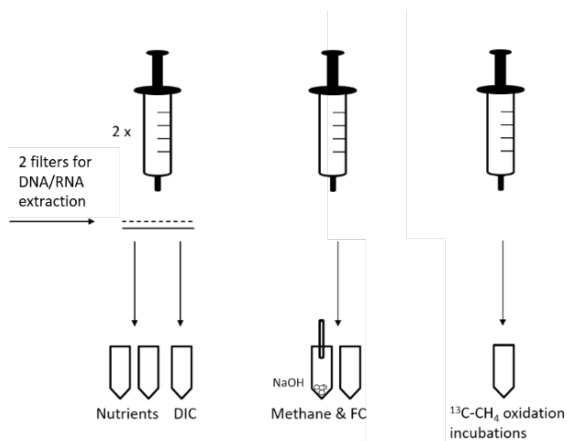 2 x
2 filters for
DNA/RNA
extraction
NaOH
Nutrients DIC
Methane & FC
¹³C-CH₄ oxidation
incubations